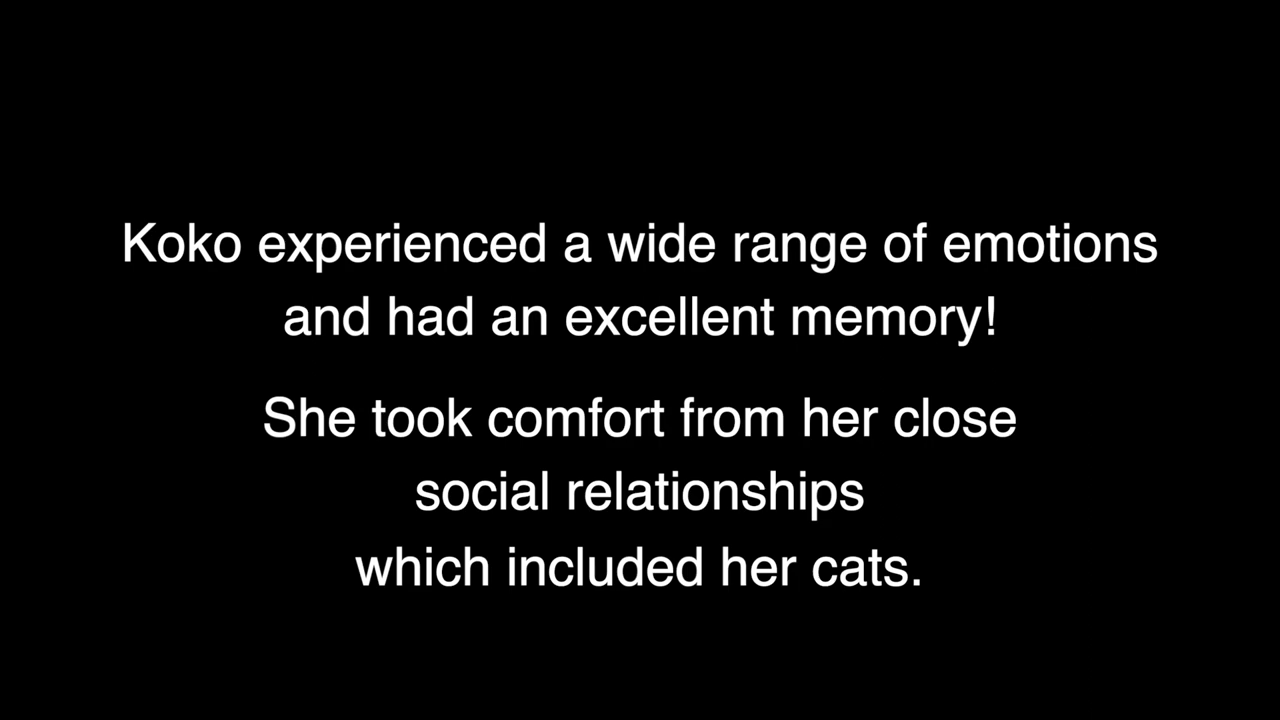 Koko experienced a wide range of emotions
and had an excellent memory!
She took comfort from her close
social relationships
which included her cats.